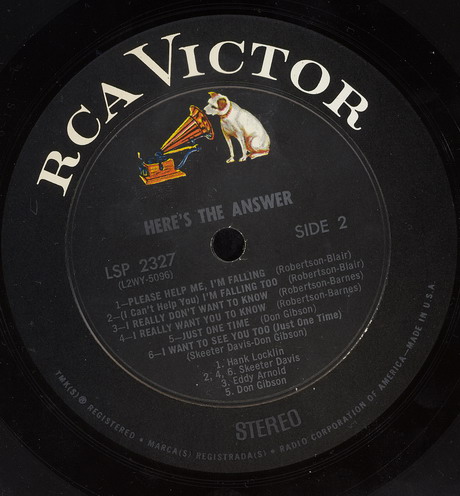 RCA VICTOR
HERE'S THE ANSWER
SIDE 2
LSP 2327
(L2WY-5096)
1—PLEASE HELP ME, I'M FALLING (Robertson-Blair)
2—(I Can't Help You) I'M FALLING TOO (Robertson-Blair)
3—I REALLY DON'T WANT TO KNOW (Robertson-Barnes)
4—I REALLY WANT YOU TO KNOW (Robertson-Barnes)
5—JUST ONE TIME (Don Gibson)
6—I WANT TO SEE YOU TOO (Just One Time)
(Skeeter Davis-Don Gibson)
1. Hank Locklin
2, 4, 6. Skeeter Davis
3. Eddy Arnold
5. Don Gibson
STEREO
TMK(S) ® REGISTERED • MARCA(S) REGISTRADA(S) • RADIO CORPORATION OF AMERICA—MADE IN U.S.A.